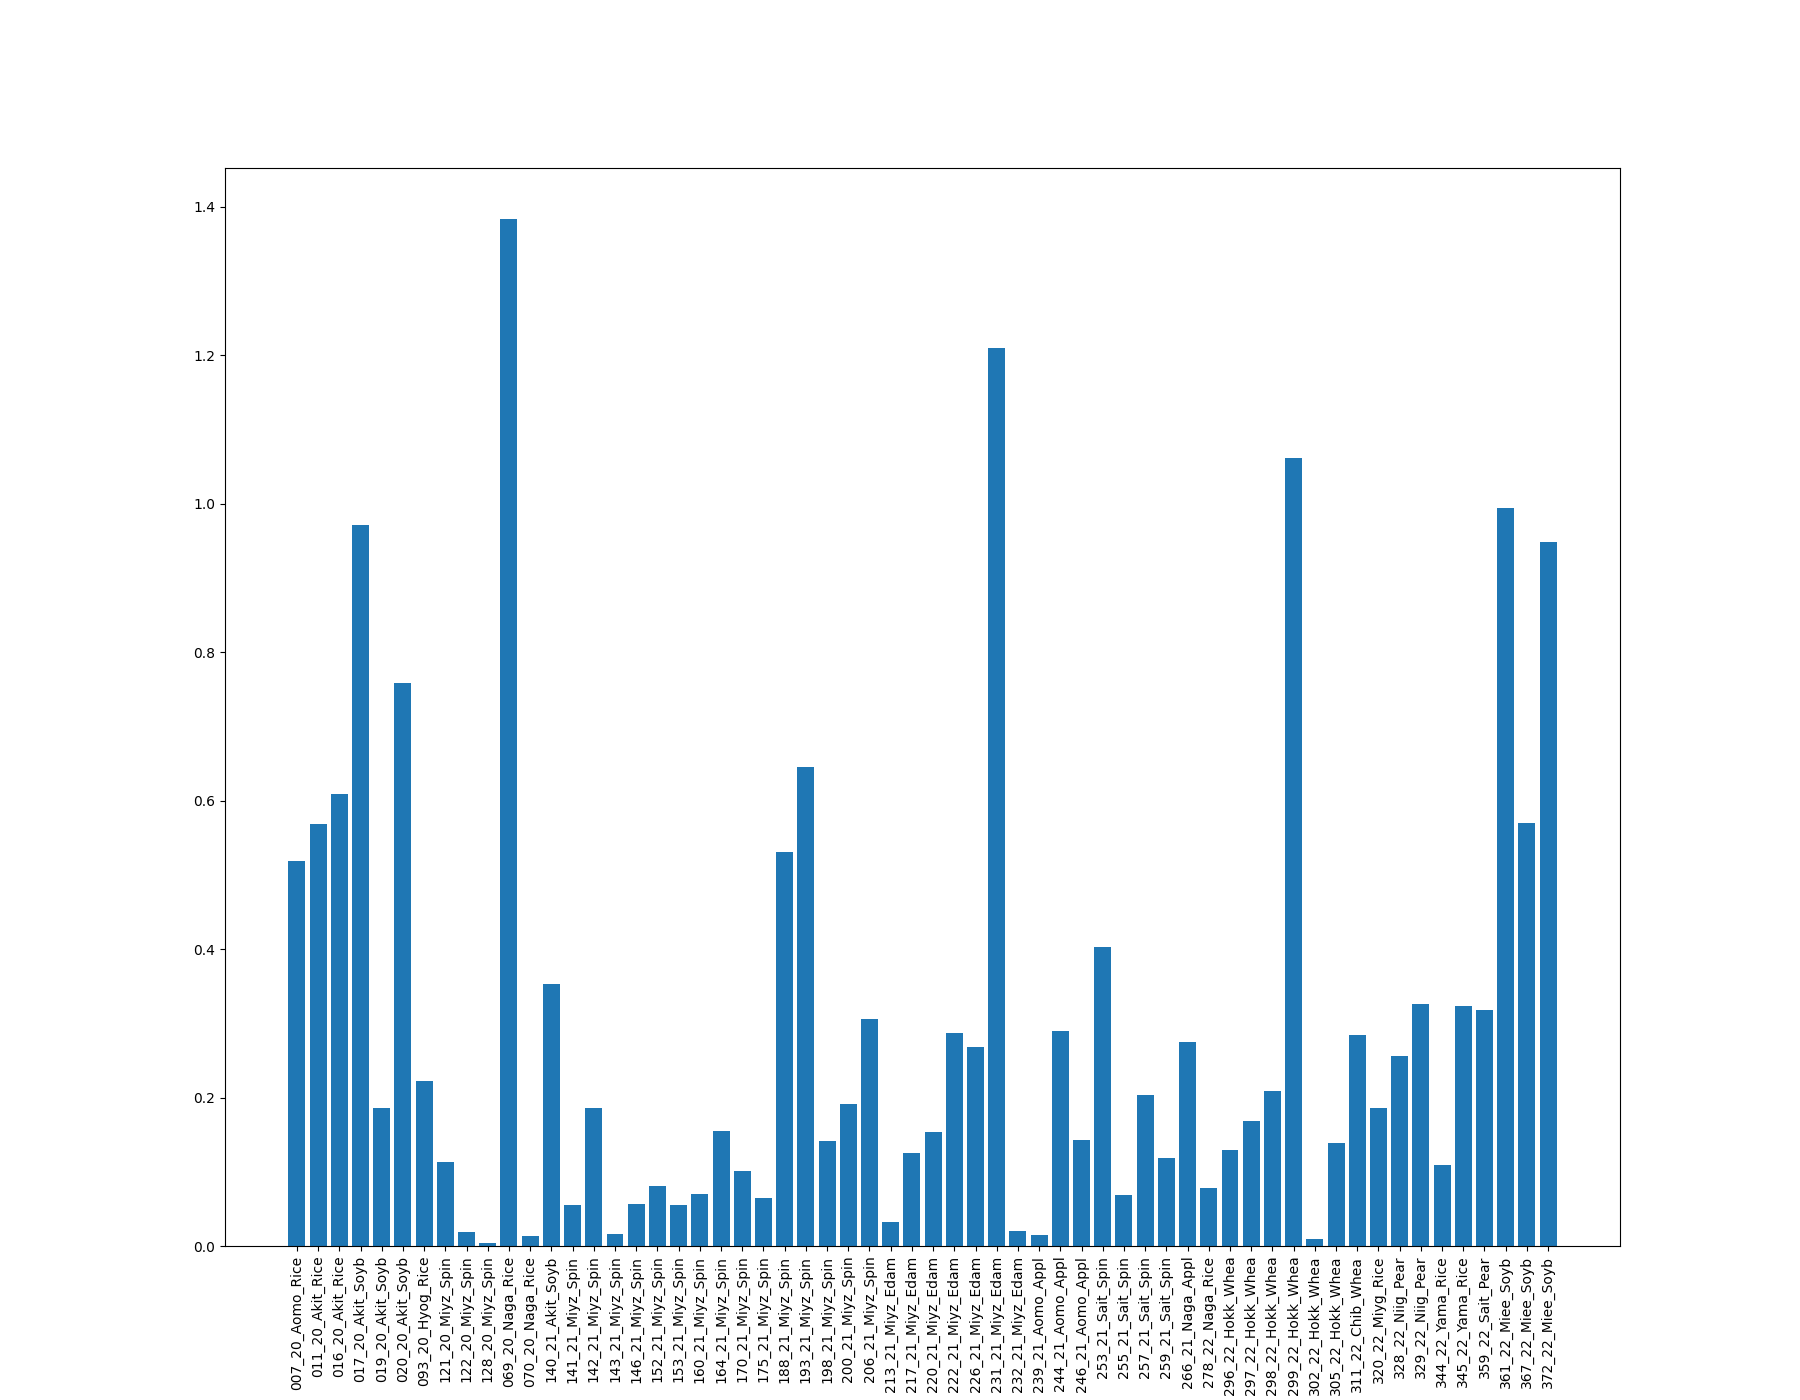 1.4
1.2
1.0
0.8
0.6
0.4
0.2
0.0
007_20_Aomo_Rice
011_20_Akit_Rice
016_20_Akit_Rice
017_20_Akit_Soyb
019_20_Akit_Soyb
020_20_Akit_Soyb
093_20_Hyog_Rice
121_20_Miyz_Spin
122_20_Miyz_Spin
128_20_Miyz_Spin
069_20_Naga_Rice
070_20_Naga_Rice
140_21_Akit_Soyb
141_21_Miyz_Spin
142_21_Miyz_Spin
143_21_Miyz_Spin
146_21_Miyz_Spin
152_21_Miyz_Spin
153_21_Miyz_Spin
160_21_Miyz_Spin
164_21_Miyz_Spin
170_21_Miyz_Spin
175_21_Miyz_Spin
188_21_Miyz_Spin
193_21_Miyz_Spin
198_21_Miyz_Spin
200_21_Miyz_Spin
206_21_Miyz_Spin
213_21_Miyz_Edam
217_21_Miyz_Edam
220_21_Miyz_Edam
222_21_Miyz_Edam
226_21_Miyz_Edam
231_21_Miyz_Edam
232_21_Miyz_Edam
239_21_Aomo_Appl
244_21_Aomo_Appl
246_21_Aomo_Appl
253_21_Sait_Spin
255_21_Sait_Spin
257_21_Sait_Spin
259_21_Sait_Spin
266_21_Naga_Appl
278_22_Naga_Rice
296_22_Hokk_Whea
297_22_Hokk_Whea
298_22_Hokk_Whea
299_22_Hokk_Whea
302_22_Hokk_Whea
305_22_Hokk_Whea
311_22_Chib_Whea
320_22_Miyg_Rice
328_22_Niig_Pear
329_22_Niig_Pear
344_22_Yama_Rice
345_22_Yama_Rice
359_22_Sait_Pear
361_22_Miee_Soyb
367_22_Miee_Soyb
372_22_Miee_Soyb